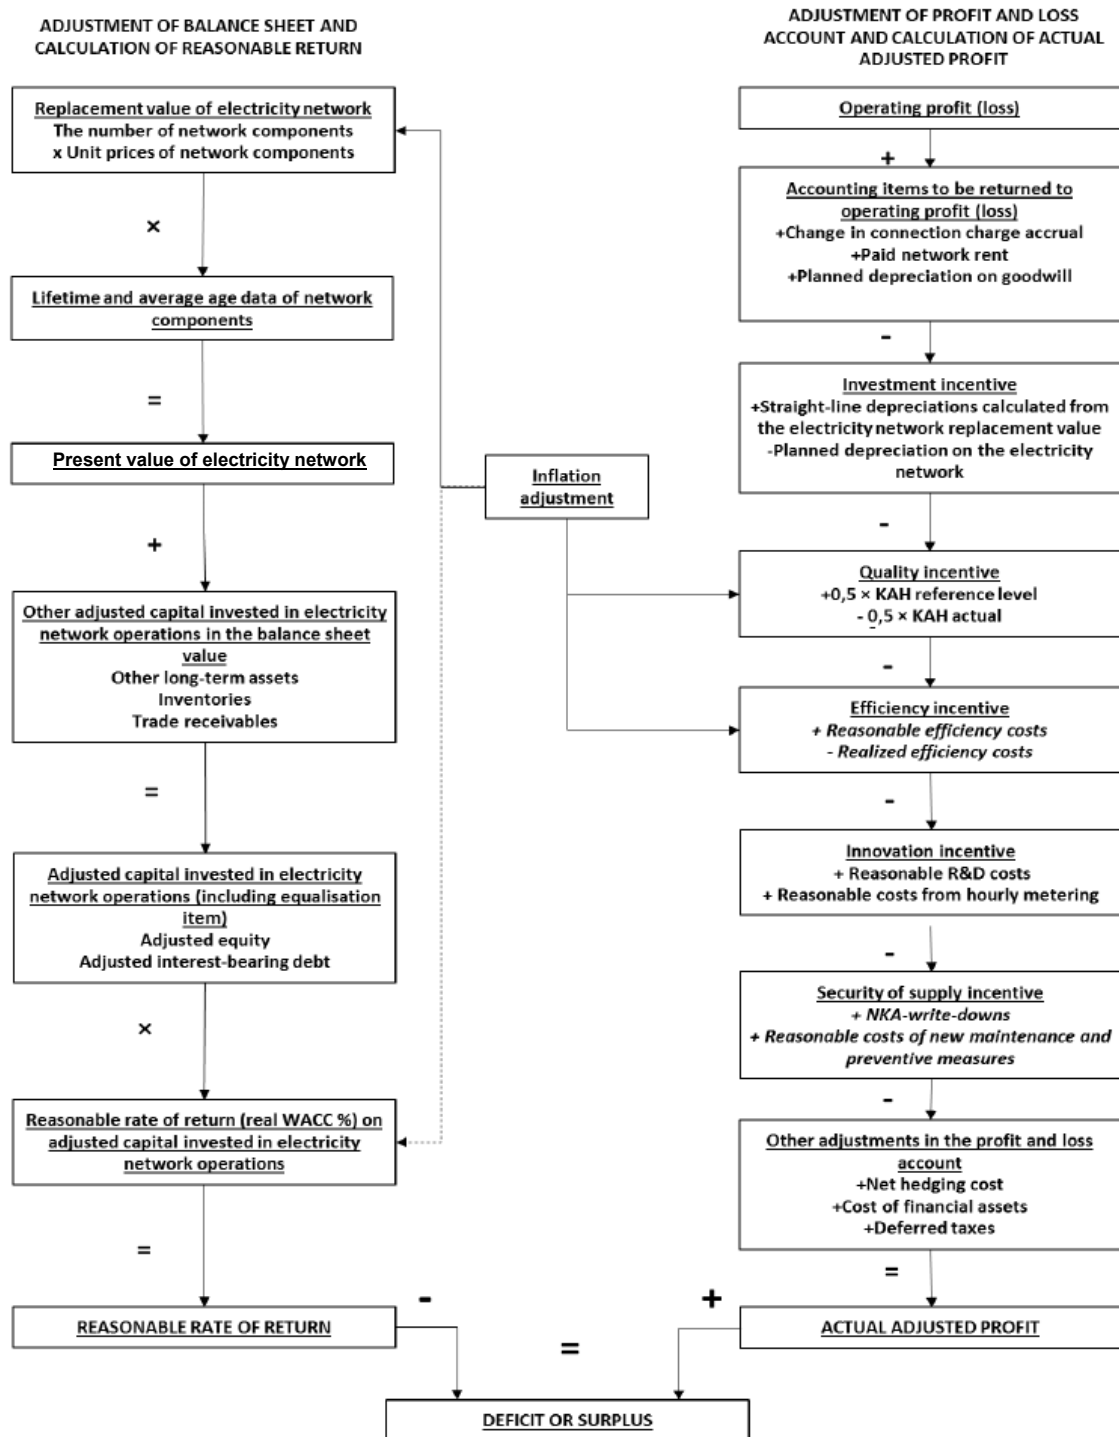 ADJUSTMENT OF BALANCE SHEET AND
CALCULATION OF REASONABLE RETURN
Replacement value of electricity network
The number of network components
x Unit prices of network components
×
Lifetime and average age data of network
components
=
Present value of electricity network
+
Other adjusted capital invested in electricity
network operations in the balance sheet
value
Other long-term assets
Inventories
Trade receivables
=
Adjusted capital invested in electricity
network operations (including equalisation
item)
Adjusted equity
Adjusted interest-bearing debt
×
Reasonable rate of return (real WACC %) on
adjusted capital invested in electricity
network operations
=
REASONABLE RATE OF RETURN
-
Inflation
adjustment
ADJUSTMENT OF PROFIT AND LOSS
ACCOUNT AND CALCULATION OF ACTUAL
ADJUSTED PROFIT
Operating profit (loss)
+
Accounting items to be returned to
operating profit (loss)
+Change in connection charge accrual
+Paid network rent
+Planned depreciation on goodwill
-
Investment incentive
+Straight-line depreciations calculated from
the electricity network replacement value
-Planned depreciation on the electricity
network
-
Quality incentive
+0,5 × KAH reference level
- 0,5 × KAH actual
-
Efficiency incentive
+ Reasonable efficiency costs
- Realized efficiency costs
-
Innovation incentive
+ Reasonable R&D costs
+ Reasonable costs from hourly metering
-
Security of supply incentive
+ NKA-write-downs
+ Reasonable costs of new maintenance and
preventive measures
-
Other adjustments in the profit and loss
account
+Net hedging cost
+Cost of financial assets
+Deferred taxes
=
ACTUAL ADJUSTED PROFIT
+
=
DEFICIT OR SURPLUS